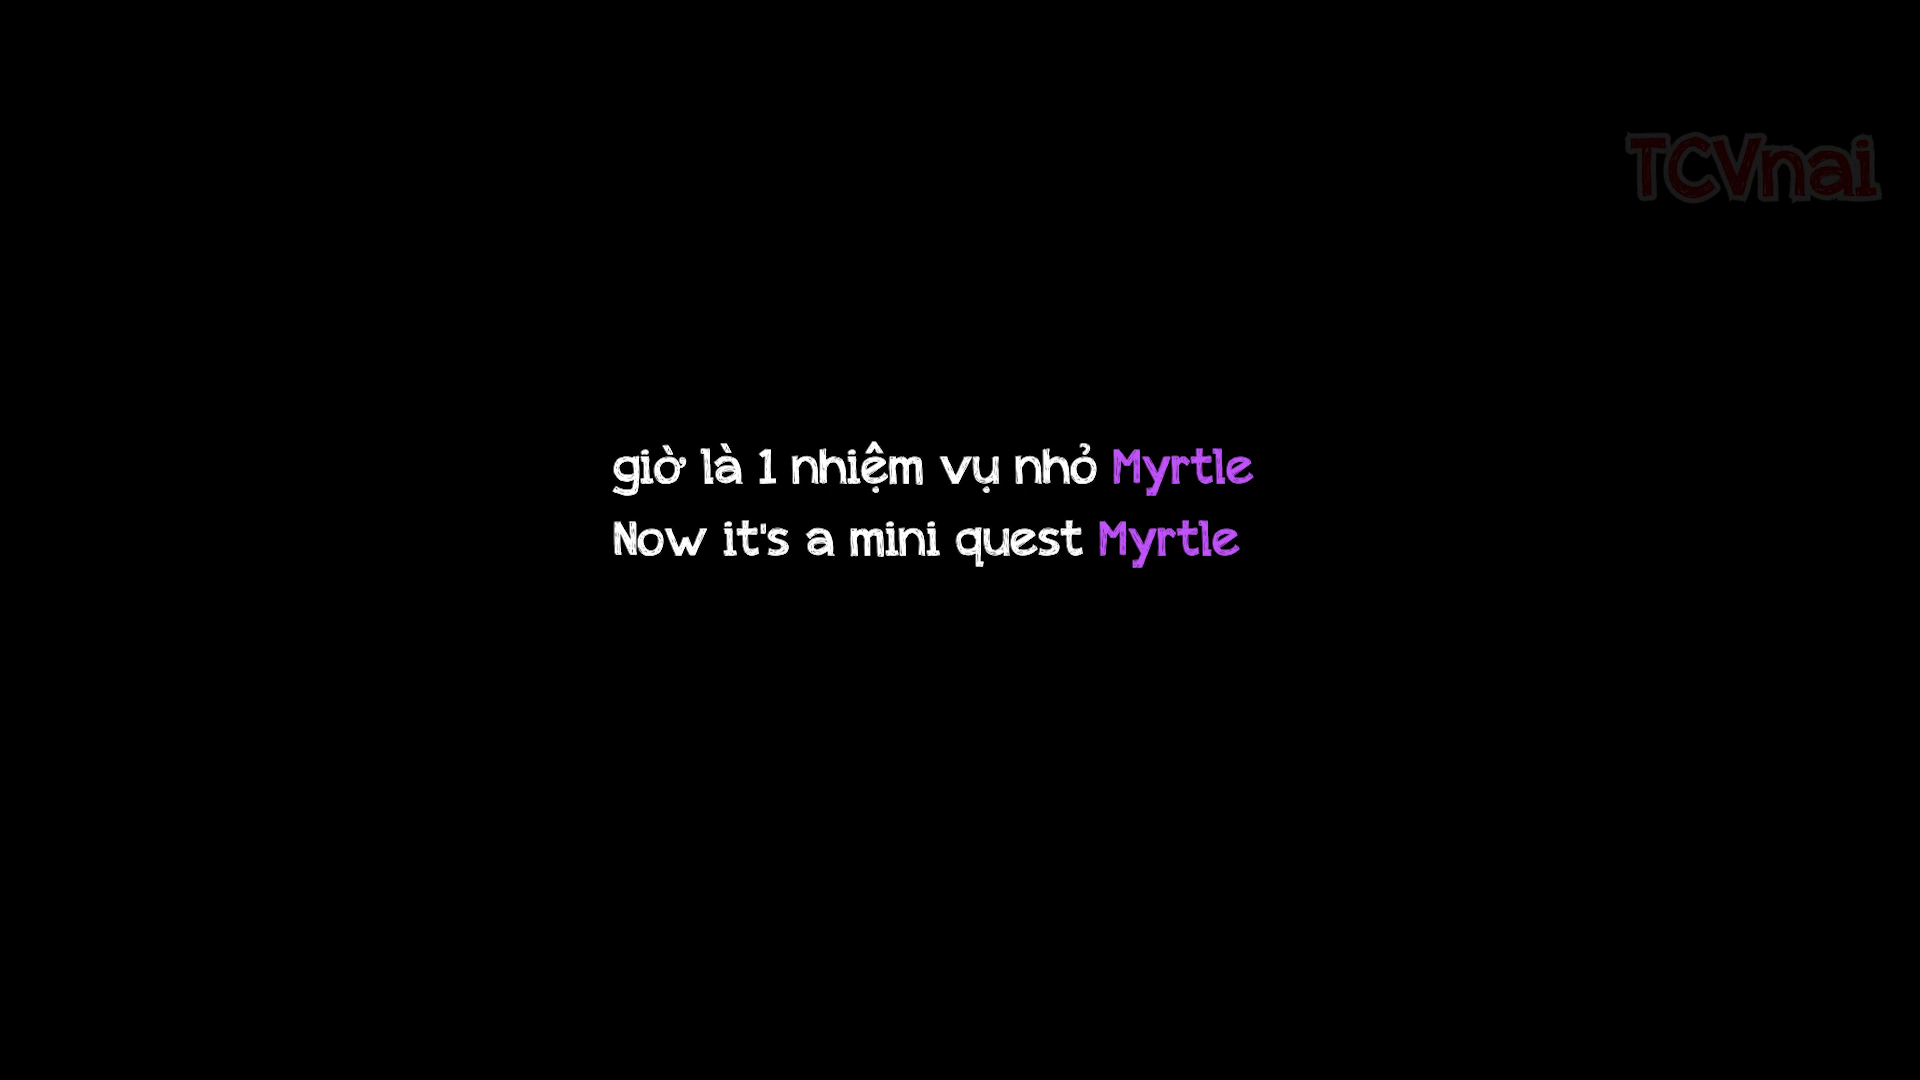 TCVnai
giờ là 1 nhiệm vụ nhỏ Myrtle
Now it's a mini quest Myrtle